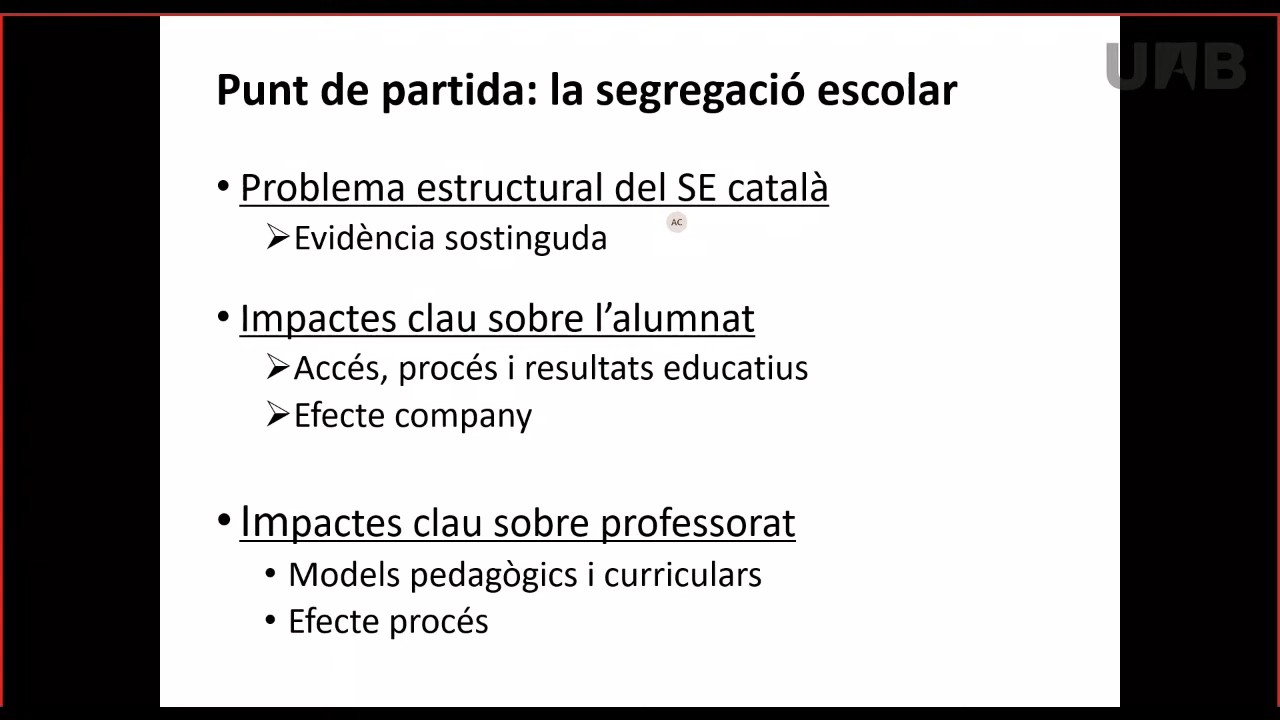 UAB
Punt de partida: la segregació escolar
• Problema estructural del SE català
AC
➢Evidència sostinguda
• Impactes clau sobre l’alumnat
➢Accés, procés i resultats educatius
➢Efecte company
• Impactes clau sobre professorat
• Models pedagògics i curriculars
• Efecte procés